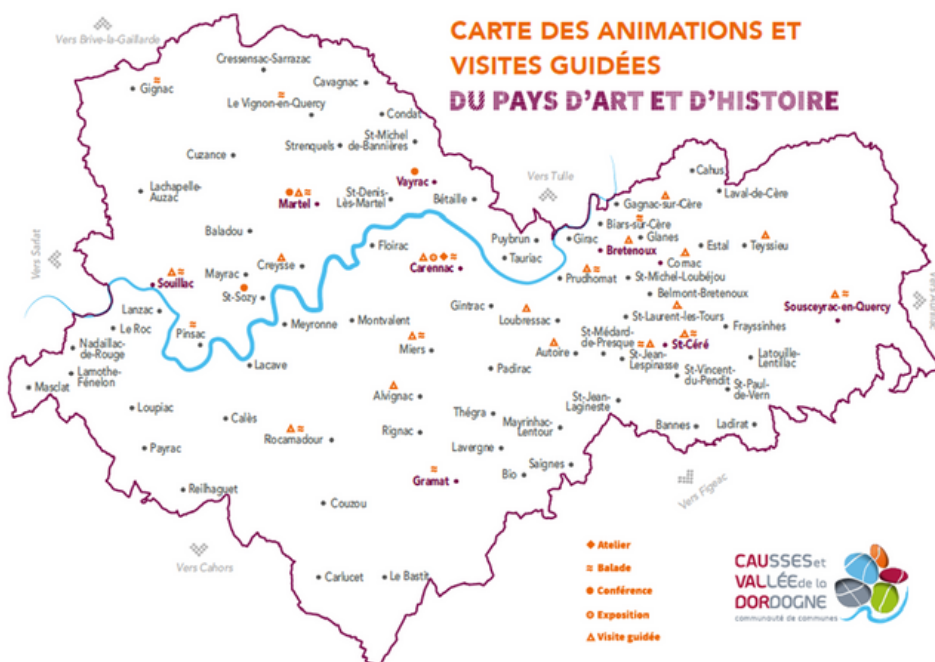 CARTE DES ANIMATIONS ET
VISITES GUIDÉES
DU PAYS D'ART ET D'HISTOIRE
Vers Brive-la-Gaillarde
Cressensac-Sarrazac
Cavagnac
Gignac
Le Vignon-en-Quercy
Condat
Strenquels
St-Michel
de-Bannières
Cuzance
Vers Tulle
Cahus
Lachapelle-
Auzac
Vayrac
Laval-de-Cère
Martel
St-Denis-
Lès-Martel
Bétaille
Gagnac-sur-Cère
Biars-sur-Cère
Baladou
Floirac
Puybrun
Girac
Glanes
Estal
Teyssieu
Vers Sarlat
Tauriac
Bretenoux
Cornac
Mayrac
Creysse
Carennac
Prudhomat
St-Michel-Loubéjou
Souillac
St-Sozy
Belmont-Bretenoux
Sousceyrac-en-Quercy
Lanzac
Gintrac
Loubressac
St-Laurent-les-Tours
Frayssinhes
Le Roc
Pinsac
Meyronne
Montvalent
St-Médard-
de-Presque
St-Céré
Nadaillac-
de-Rouge
Miers
Autoire
St-Jean-
Lespinasse
Latouille-
Lentillac
Lamothe-
Fénelon
Lacave
Padirac
St-Vincent-
du-Pendit
Masclat
St-Paul-
de-Vern
Alvignac
St-Jean-
Lagineste
Loupiac
Calès
Thégra
Mayrinhac-
Lentour
Bannes
Ladirat
Rocamadour
Rignac
Payrac
Lavergne
Saignes
Gramat
Bio
Vers Figeac
Reilhaguet
Couzou
Vers Cahors
Carlucet
Le Bastit
Atelier
Balade
Conférence
Exposition
Visite guidée
CAUSSES et
VALLÉE de la
DORDOGNE
communauté de communes